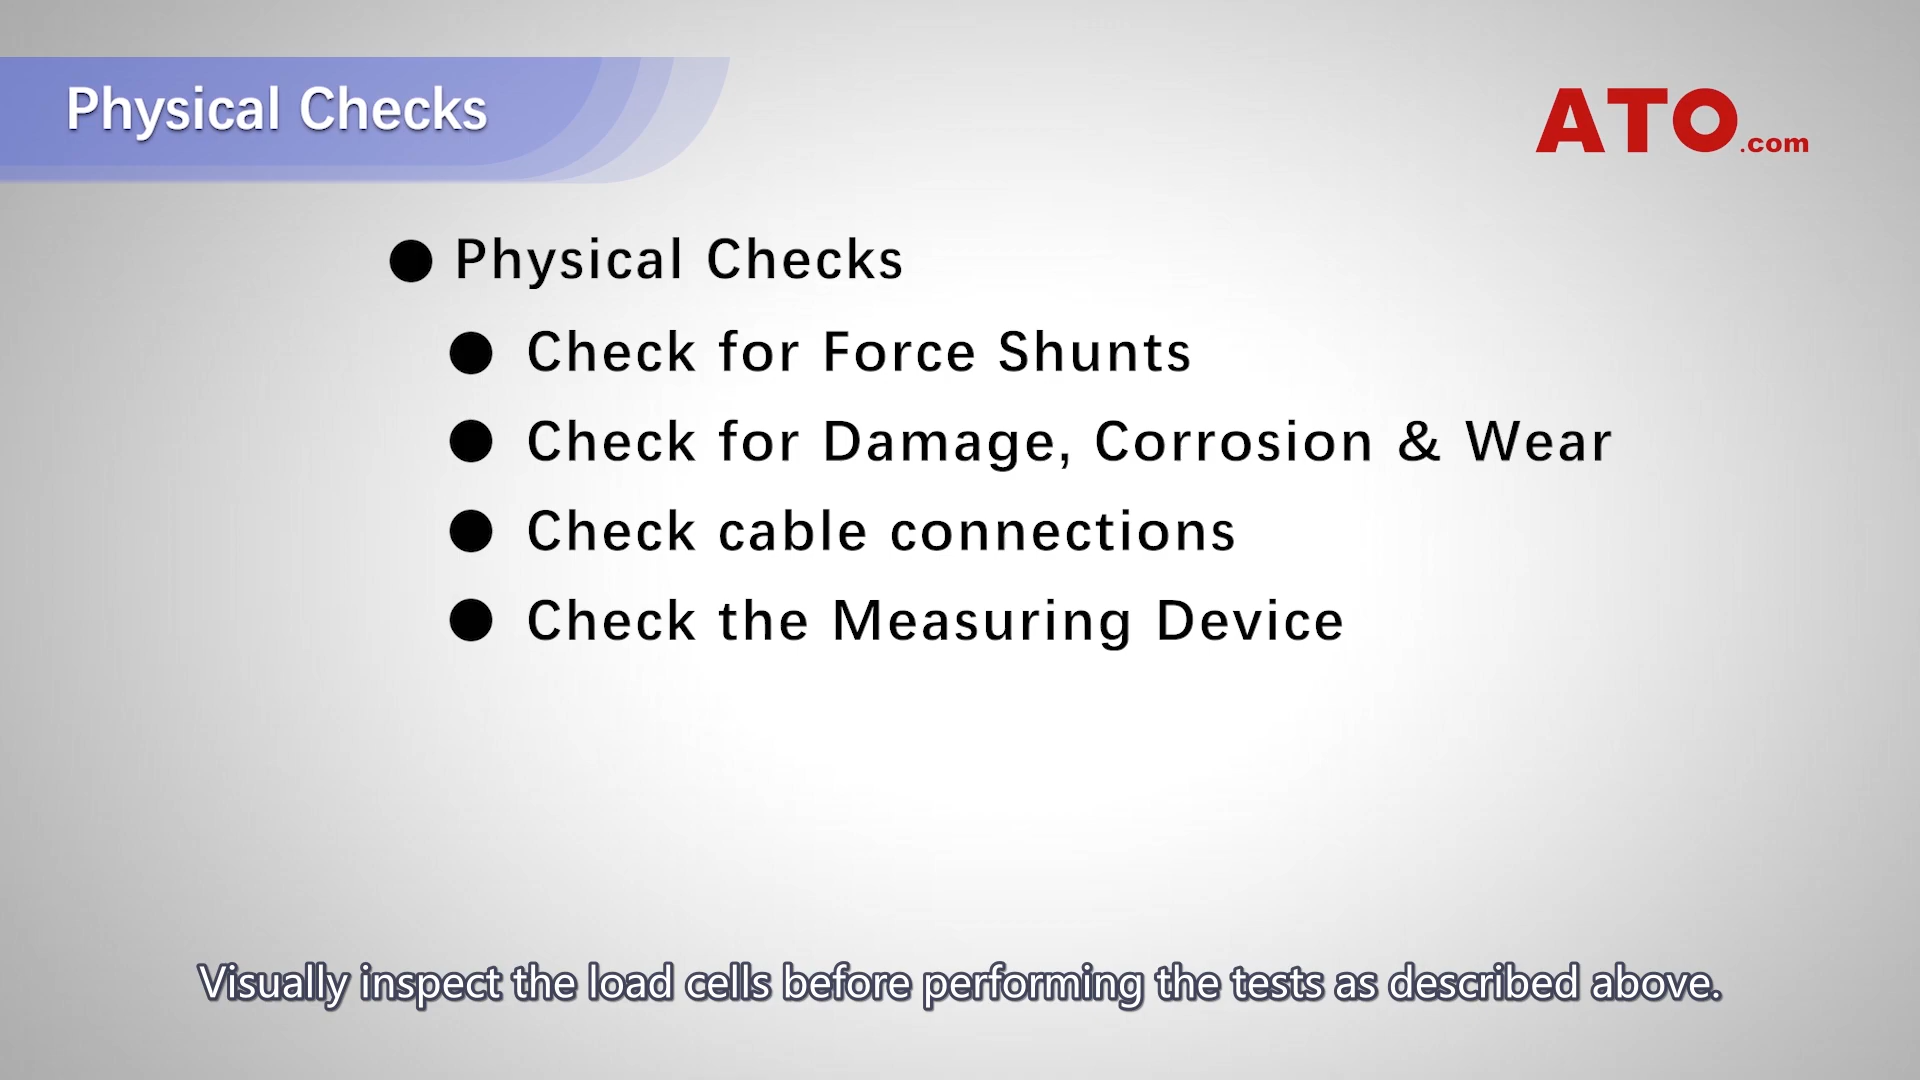 Physical Checks
ATO.com
● Physical Checks
● Check for Force Shunts
● Check for Damage, Corrosion & Wear
● Check cable connections
● Check the Measuring Device
Visually inspect the load cells before performing the tests as described above.